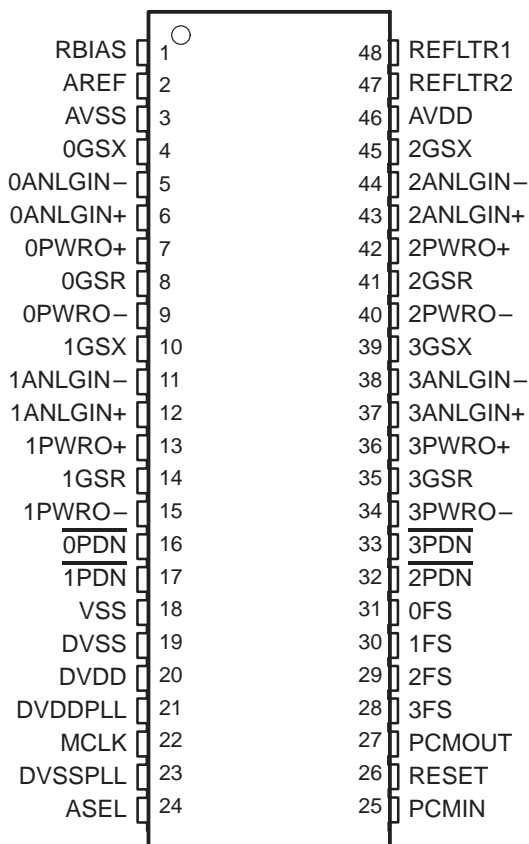 RBIAS 1 48 REFLTR1
AREF 2 47 REFLTR2
AVSS 3 46 AVDD
0GSX 4 45 2GSX
0ANLGIN− 5 44 2ANLGIN−
0ANLGIN+ 6 43 2ANLGIN+
0PWRO+ 7 42 2PWRO+
0GSR 8 41 2GSR
0PWRO− 9 40 2PWRO−
1GSX 10 39 3GSX
1ANLGIN− 11 38 3ANLGIN−
1ANLGIN+ 12 37 3ANLGIN+
1PWRO+ 13 36 3PWRO+
1GSR 14 35 3GSR
1PWRO− 15 34 3PWRO−
0PDN 16 33 3PDN
1PDN 17 32 2PDN
VSS 18 31 0FS
DVSS 19 30 1FS
DVDD 20 29 2FS
DVDDPLL 21 28 3FS
MCLK 22 27 PCMOUT
DVSSPLL 23 26 RESET
ASEL 24 25 PCMIN